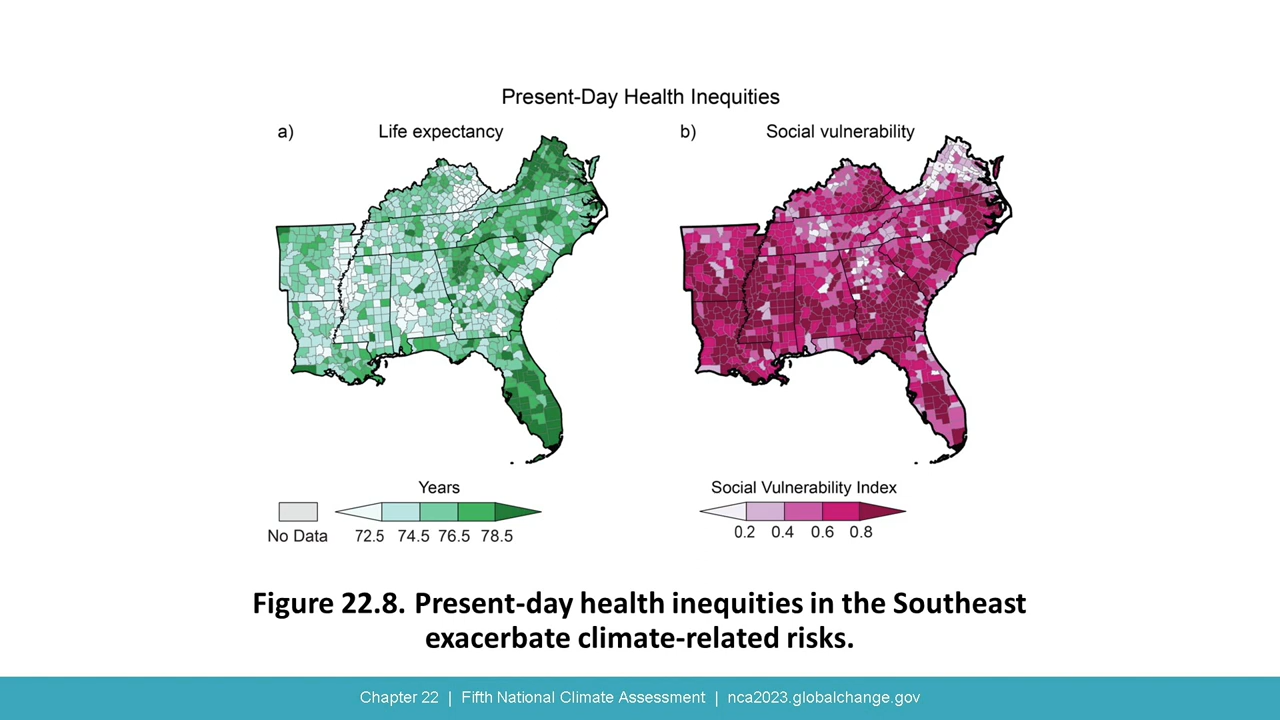 Present-Day Health Inequities
a) Life expectancy
b) Social vulnerability
Years
No Data
72.5 74.5 76.5 78.5
Social Vulnerability Index
0.2 0.4 0.6 0.8
Figure 22.8. Present-day health inequities in the Southeast
exacerbate climate-related risks.
Chapter 22 | Fifth National Climate Assessment | nca2023.globalchange.gov